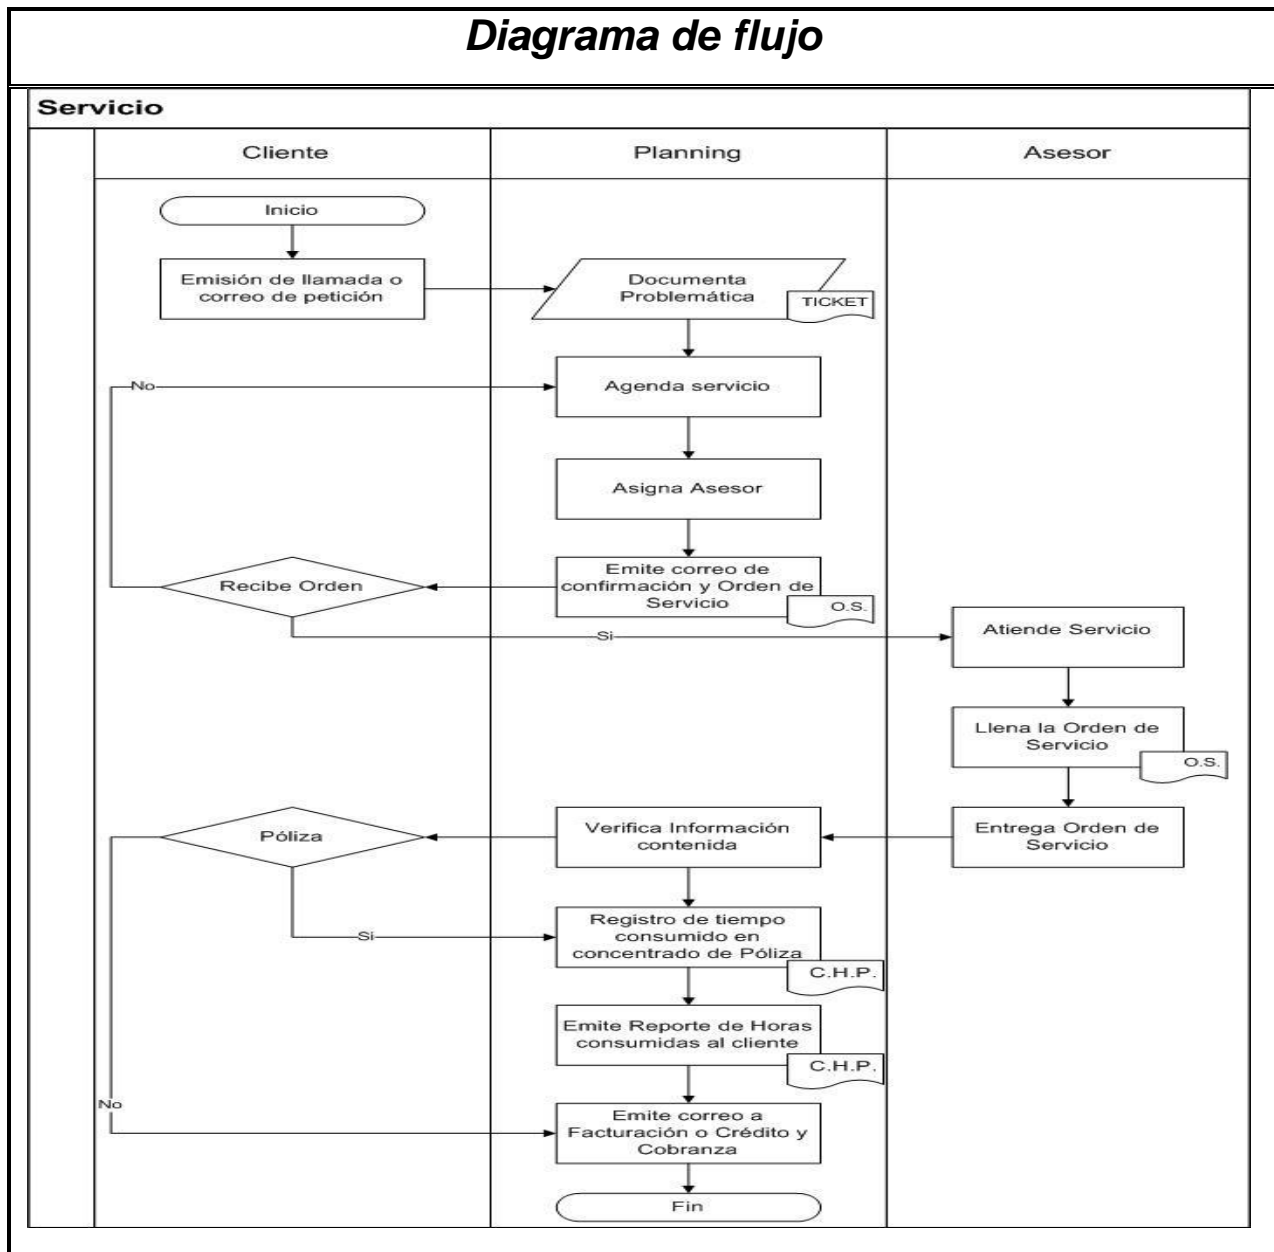 Diagrama de flujo
Servicio
Cliente
Planning
Asesor
Inicio
Emisión de llamada o
correo de petición
Documenta
Problemática
TICKET
No
Agenda servicio
Asigna Asesor
Recibe Orden
Emite correo de
confirmación y Orden de
Servicio
O.S.
Si
Atiende Servicio
Llena la Orden de
Servicio
O.S.
Póliza
Verifica Información
contenida
Entrega Orden de
Servicio
Si
Registro de tiempo
consumido en
concentrado de Póliza
C.H.P.
Emite Reporte de Horas
consumidas al cliente
C.H.P.
No
Emite correo a
Facturación o Crédito y
Cobranza
Fin